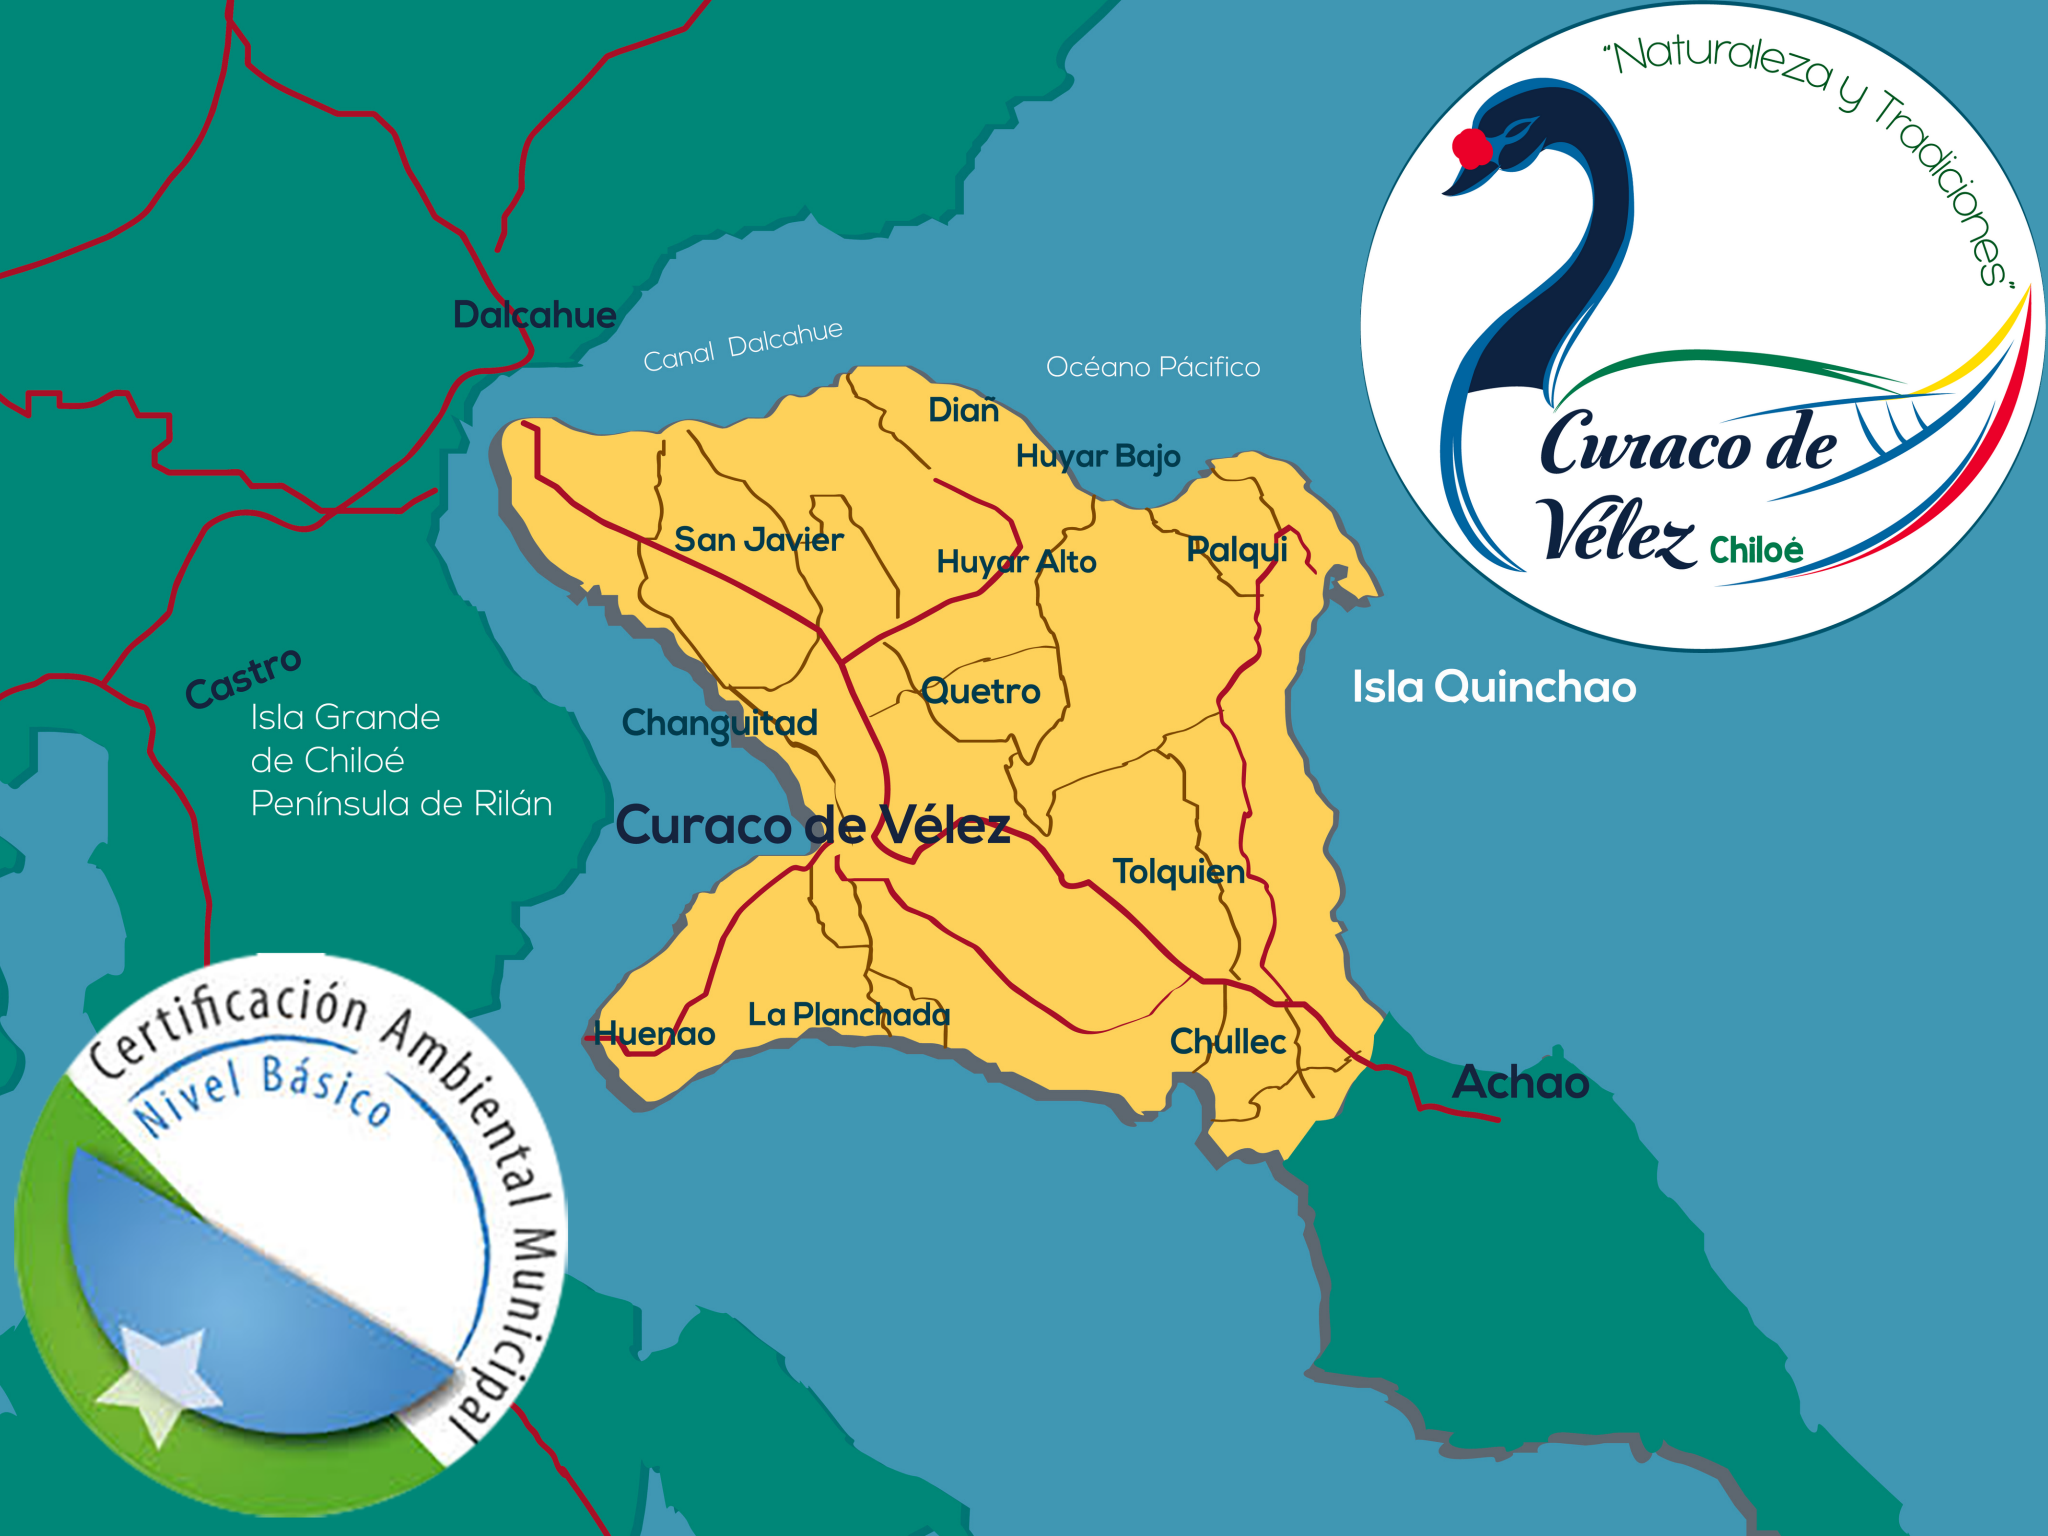 "Naturaleza y Tradiciones"
Curaco de
Vélez Chiloé
Dalcahue
Canal Dalcahue
Océano Pácifico
Diañ
Huyar Bajo
San Javier
Huyar Alto
Palqui
Castro
Isla Grande
de Chiloé
Península de Rilán
Isla Quinchao
Quetro
Changuitad
Curaco de Vélez
Tolquien
La Planchada
Huenao
Chullec
Achao
Certificación Ambiental Municipal
Nivel Básico